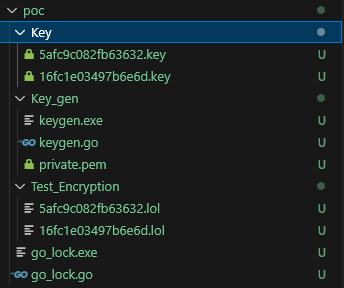 poc
Key
5afc9c082fb63632.key U
16fc1e03497b6e6d.key U
Key_gen
keygen.exe U
GO keygen.go U
private.pem U
Test_Encryption
5afc9c082fb63632.lol U
16fc1e03497b6e6d.lol U
go_lock.exe U
GO go_lock.go U